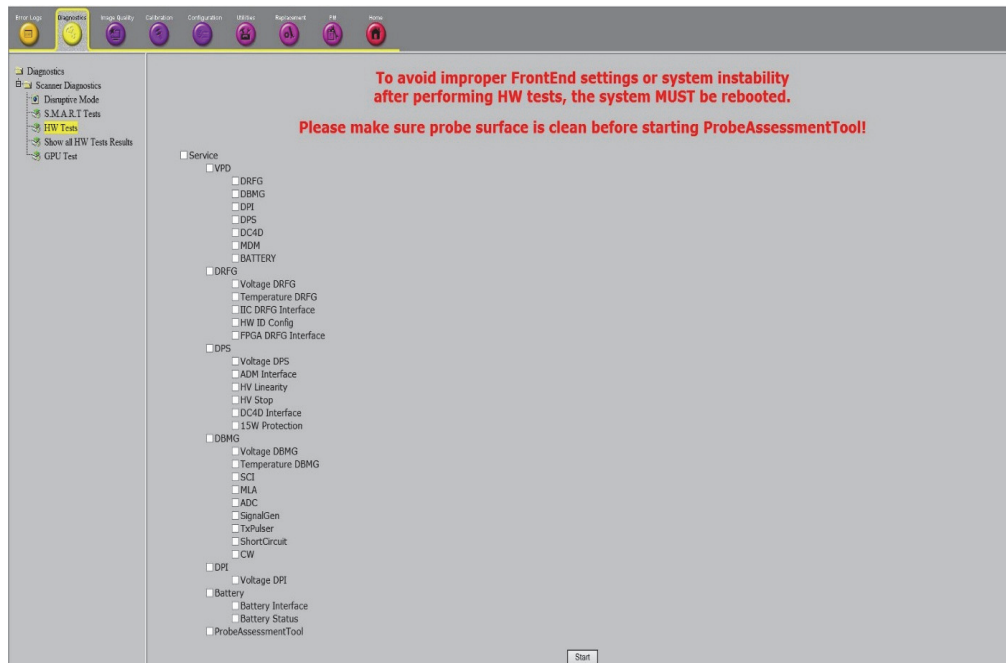 Error Logs Diagnostics Image Quality Calibration Configuration Utilities Replacement PM Home
Diagnostics
Scanner Diagnostics
Disruptive Mode
S.M.A.R.T Tests
HW Tests
Show all HW Tests Results
GPU Test
To avoid improper FrontEnd settings or system instability
after performing HW tests, the system MUST be rebooted.
Please make sure probe surface is clean before starting ProbeAssessmentTool!
Service
VPD
DRFG
DBMG
DPI
DPS
DC4D
MDM
BATTERY
DRFG
Voltage DRFG
Temperature DRFG
IIC DRFG Interface
HW ID Config
FPGA DRFG Interface
DPS
Voltage DPS
ADM Interface
HV Linearity
HV Stop
DC4D Interface
15W Protection
DBMG
Voltage DBMG
Temperature DBMG
SCI
MLA
ADC
SignalGen
TxPulser
ShortCircuit
CW
DPI
Voltage DPI
Battery
Battery Interface
Battery Status
ProbeAssessmentTool
Start